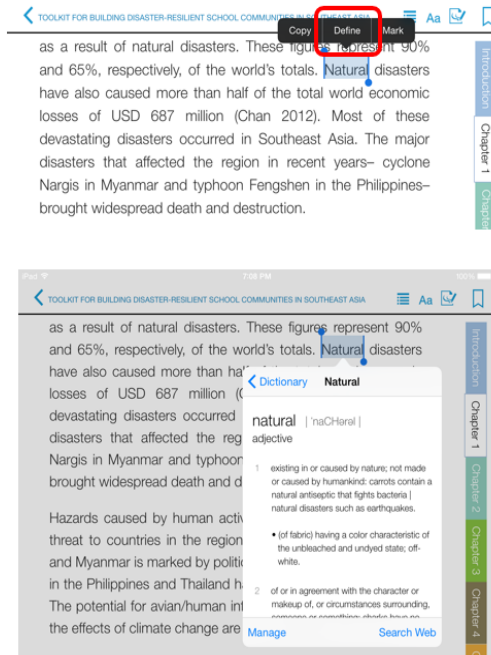 TOOLKIT FOR BUILDING DISASTER-RESILIENT SCHOOL COMMUNITIES IN SOUTHEAST ASIA
Aa
Copy Define Mark
as a result of natural disasters. These figures represent 90%
and 65%, respectively, of the world's totals. Natural disasters
have also caused more than half of the total world economic
losses of USD 687 million (Chan 2012). Most of these
devastating disasters occurred in Southeast Asia. The major
disasters that affected the region in recent years– cyclone
Nargis in Myanmar and typhoon Fengshen in the Philippines–
brought widespread death and destruction.
Introduction
Chapter 1
Chapter
iPad 7:08 PM 100%
TOOLKIT FOR BUILDING DISASTER-RESILIENT SCHOOL COMMUNITIES IN SOUTHEAST ASIA
Aa
as a result of natural disasters. These figures represent 90%
and 65%, respectively, of the world's totals. Natural disasters
have also caused more than
losses of USD 687 million
devastating disasters occurred
disasters that affected the reg
Nargis in Myanmar and typhoon
brought widespread death and d
Hazards caused by human activ
threat to countries in the region
and Myanmar is marked by politic
in the Philippines and Thailand h
The potential for avian/human inf
the effects of climate change are
Dictionary Natural
natural | ˈnaCHərəl |
adjective
1 existing in or caused by nature; not made
or caused by humankind: carrots contain a
natural antiseptic that fights bacteria |
natural disasters such as earthquakes.
• (of fabric) having a color characteristic of
the unbleached and undyed state; off-
white.
2 of or in agreement with the character or
makeup of, or circumstances surrounding,
Manage Search Web
Introduction
Chapter 1
Chapter 2
Chapter 3
Chapter 4